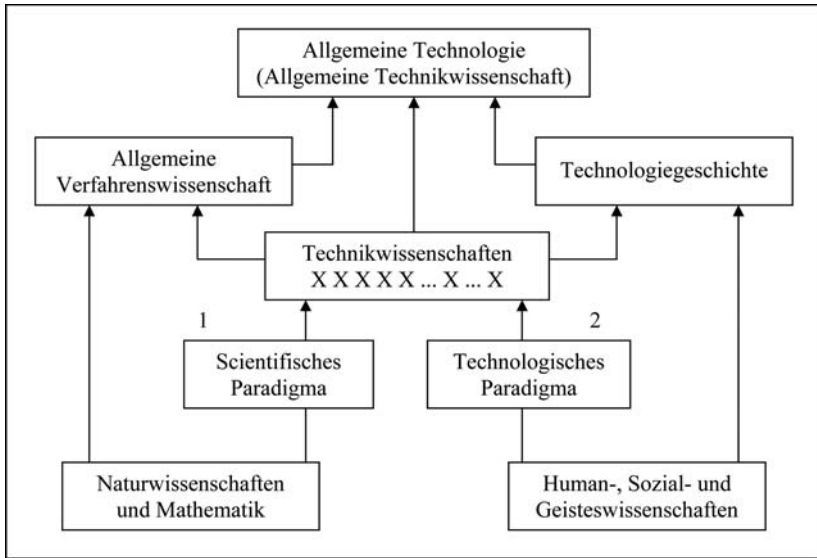 Allgemeine Technologie
(Allgemeine Technikwissenschaft)
Allgemeine
Verfahrenswissenschaft
Technologiegeschichte
Technikwissenschaften
X X X X X ... X ... X
1
2
Scientifisches
Paradigma
Technologisches
Paradigma
Naturwissenschaften
und Mathematik
Human-, Sozial- und
Geisteswissenschaften